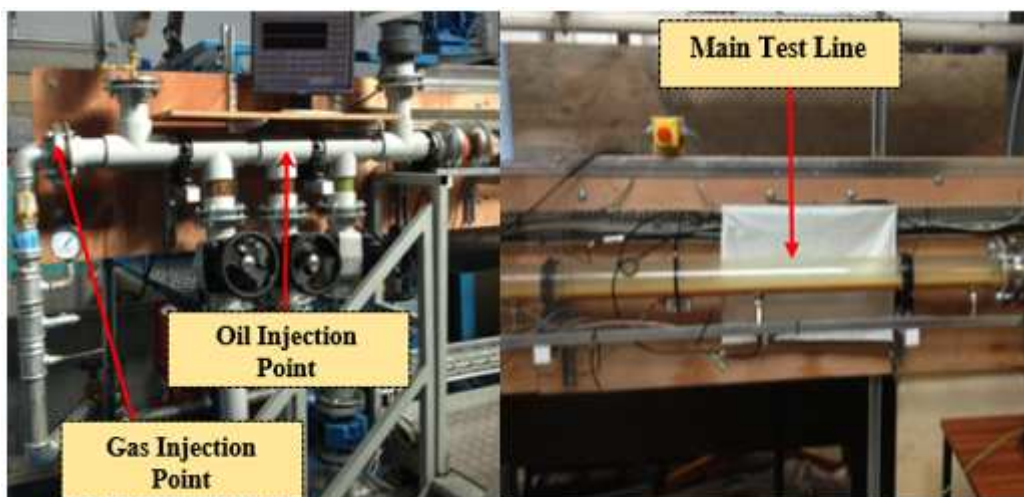 Main Test Line
Oil Injection
Point
Gas Injection
Point